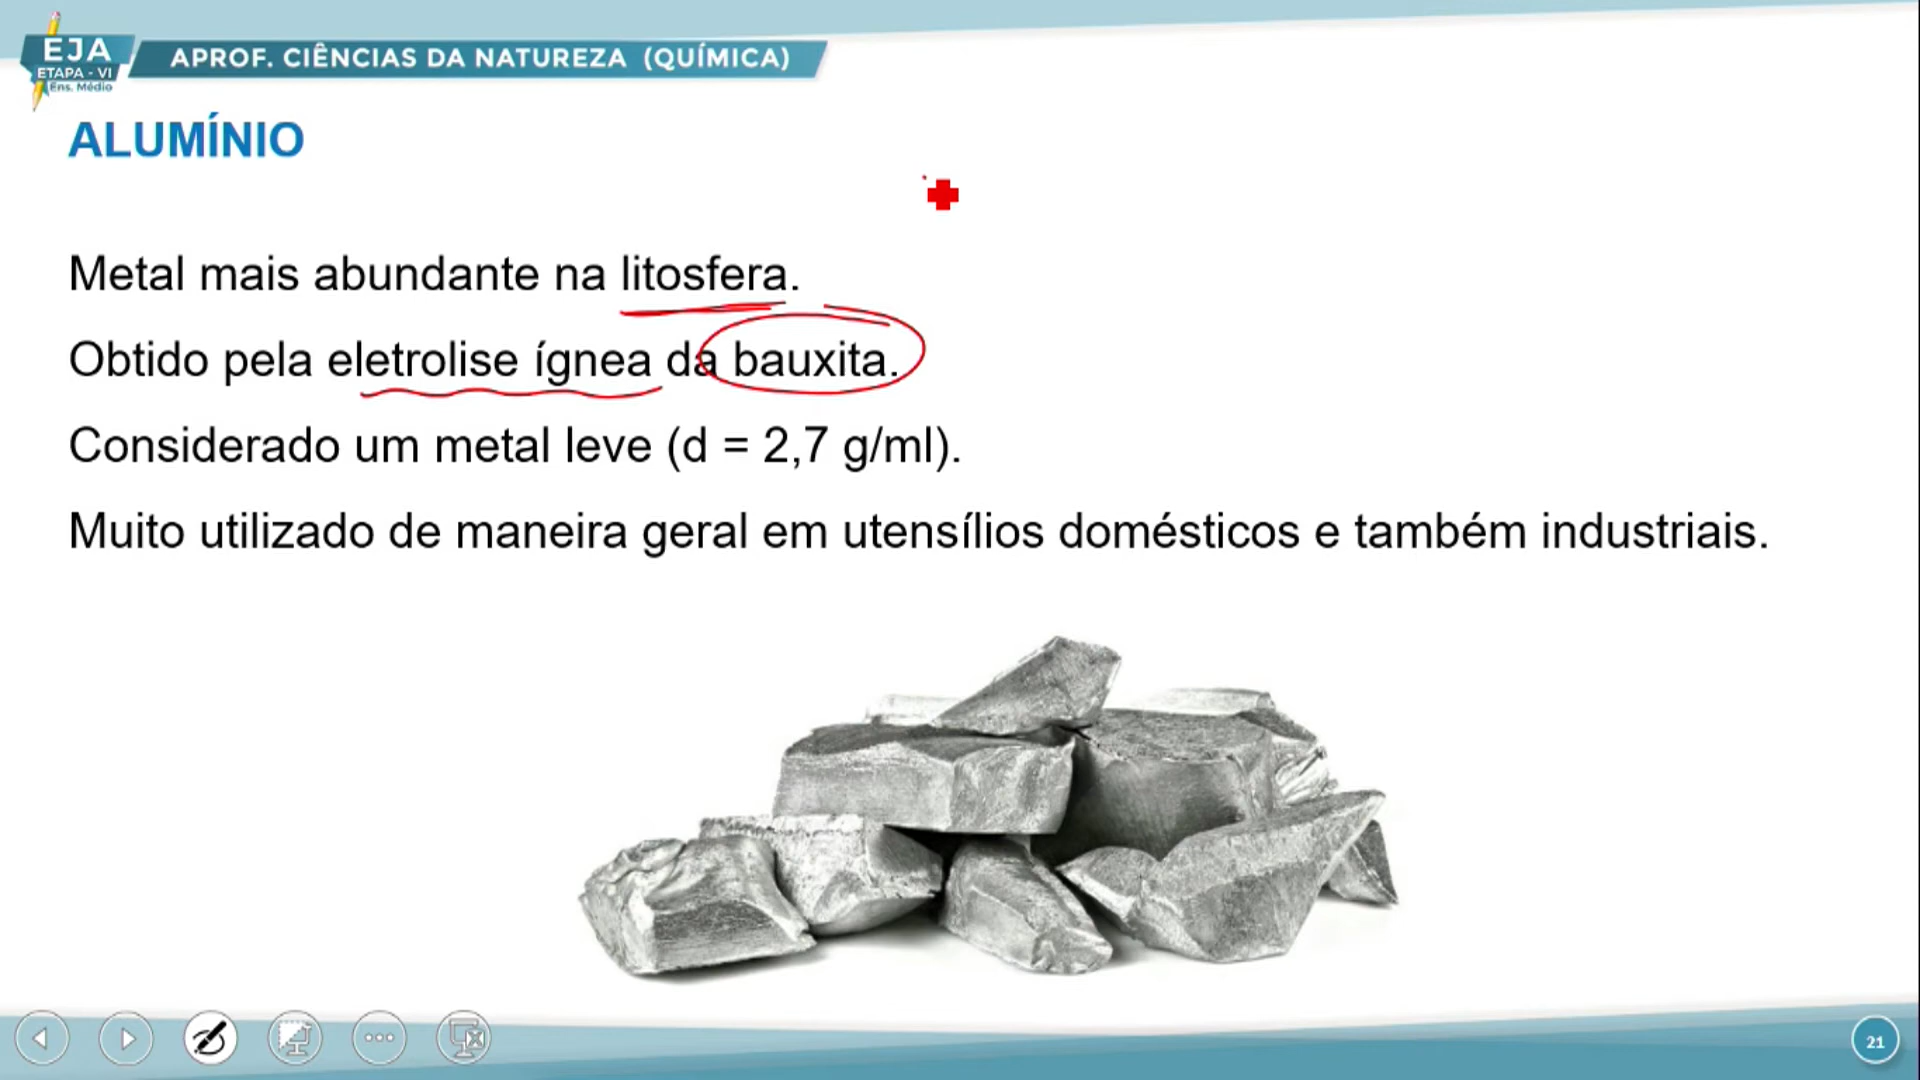 EJA
ETAPA - VI
Ens. Médio
APROF. CIÊNCIAS DA NATUREZA (QUÍMICA)
ALUMÍNIO
Metal mais abundante na litosfera.
Obtido pela eletrolise ígnea da bauxita.
Considerado um metal leve (d = 2,7 g/ml).
Muito utilizado de maneira geral em utensílios domésticos e também industriais.
21